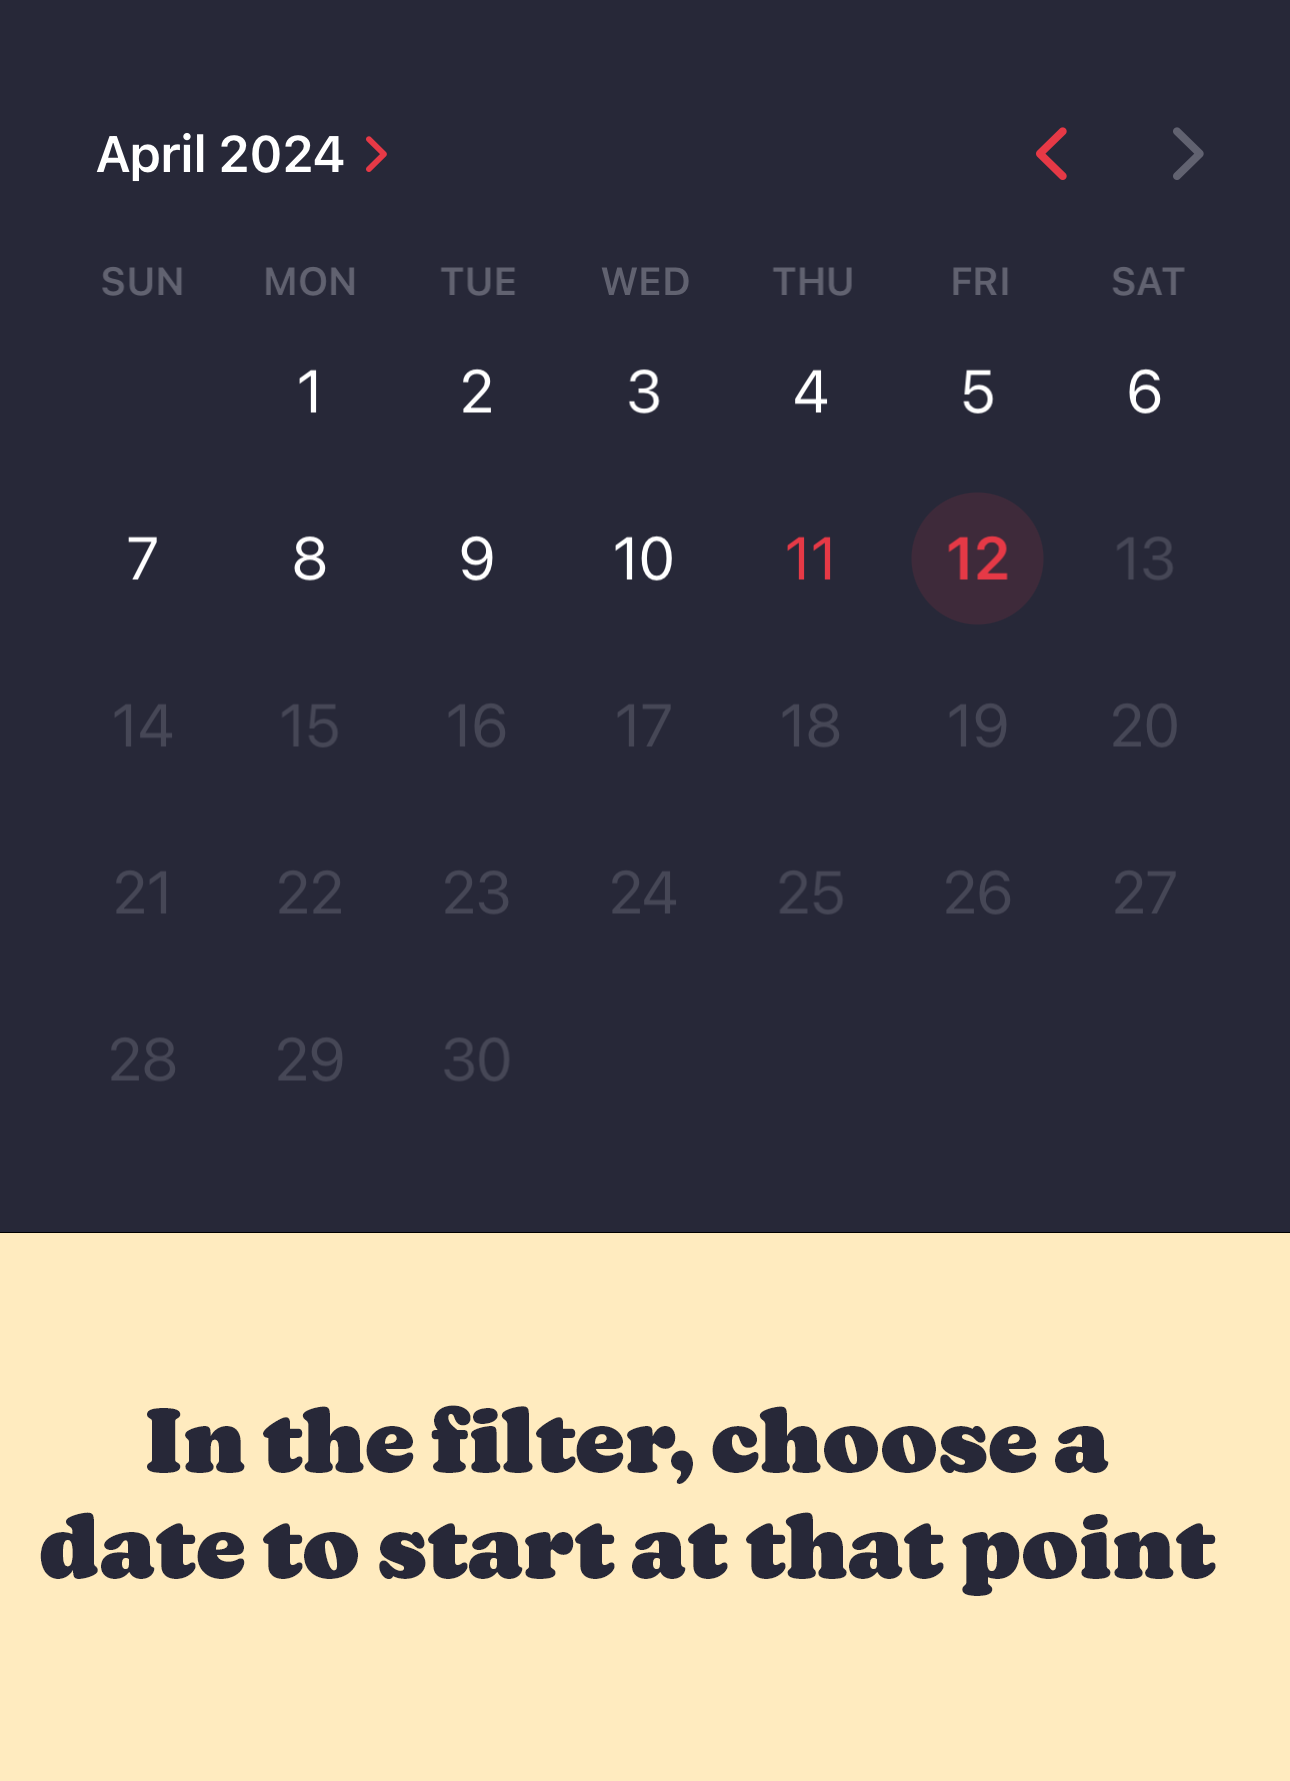 April 2024
SUN MON TUE WED THU FRI SAT
1 2 3 4 5 6
7 8 9 10 11 12 13
14 15 16 17 18 19 20
21 22 23 24 25 26 27
28 29 30
In the filter, choose a
date to start at that point